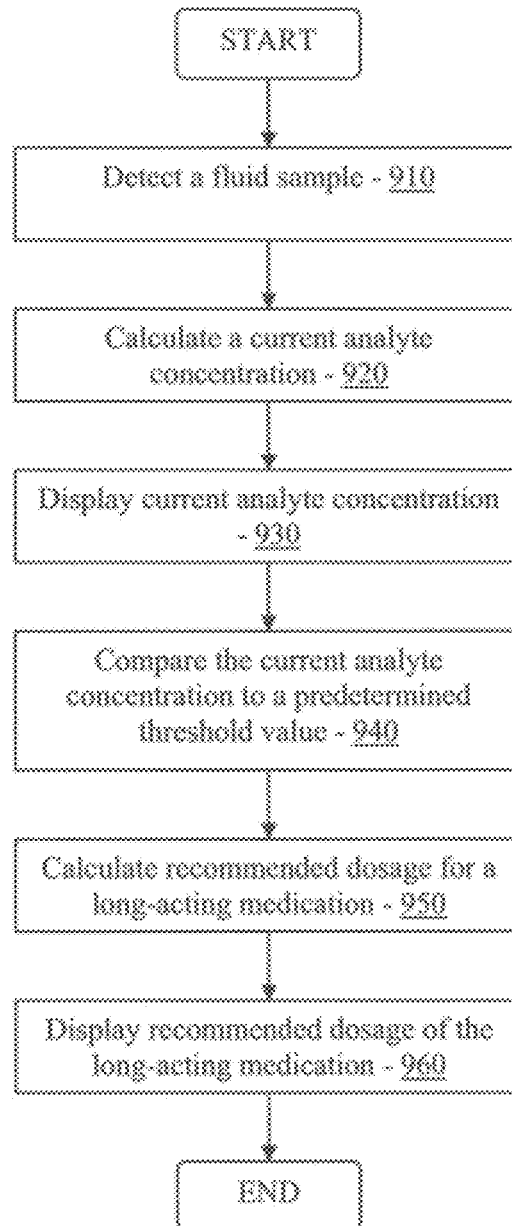 START
Detect a fluid sample - 910
Calculate a current analyte
concentration - 920
Display current analyte concentration
- 930
Compare the current analyte
concentration to a predetermined
threshold value - 940
Calculate recommended dosage for a
long-acting medication - 950
Display recommended dosage of the
long-acting medication - 960
END